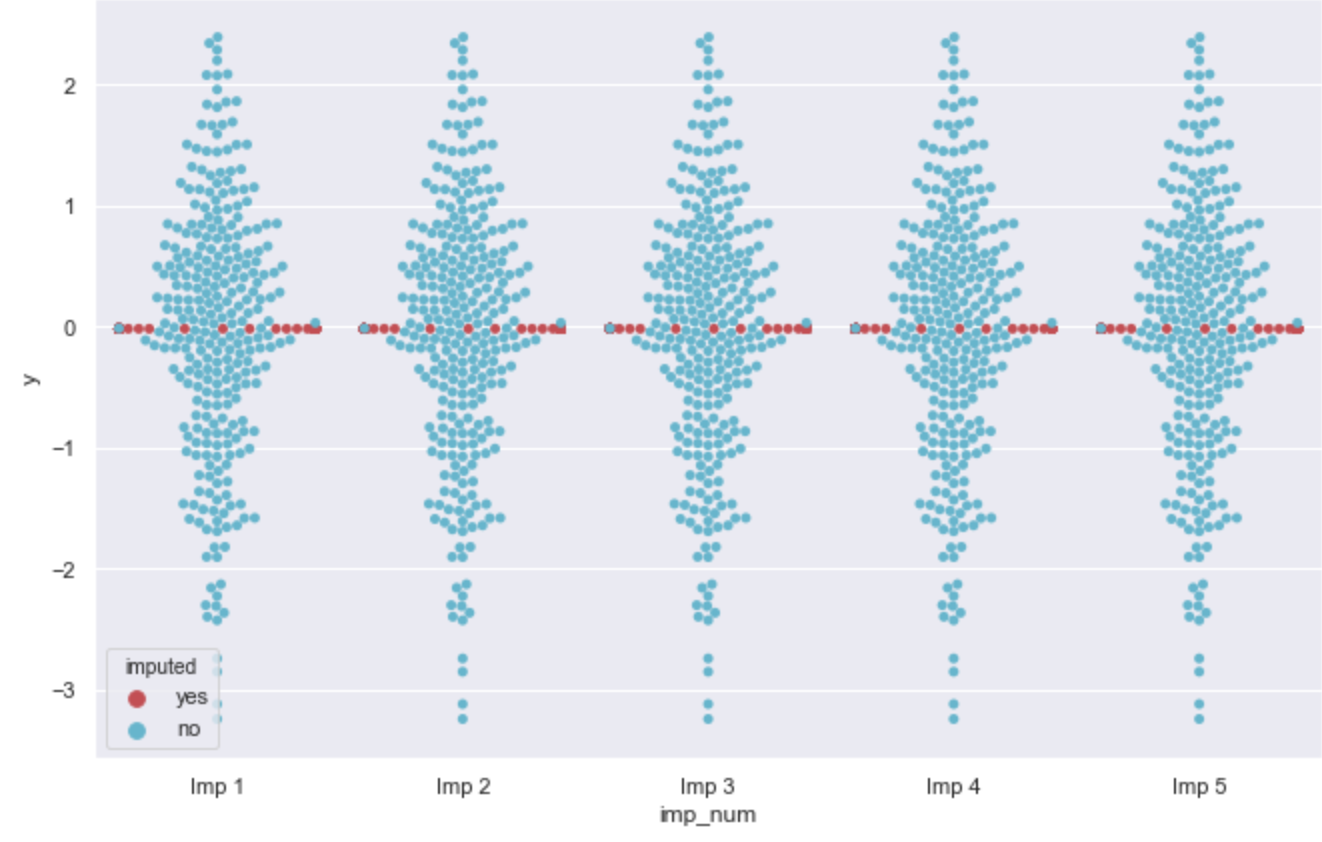 2
1
0
−1
−2
−3
y
imputed
yes
no
Imp 1 Imp 2 Imp 3 Imp 4 Imp 5
imp_num